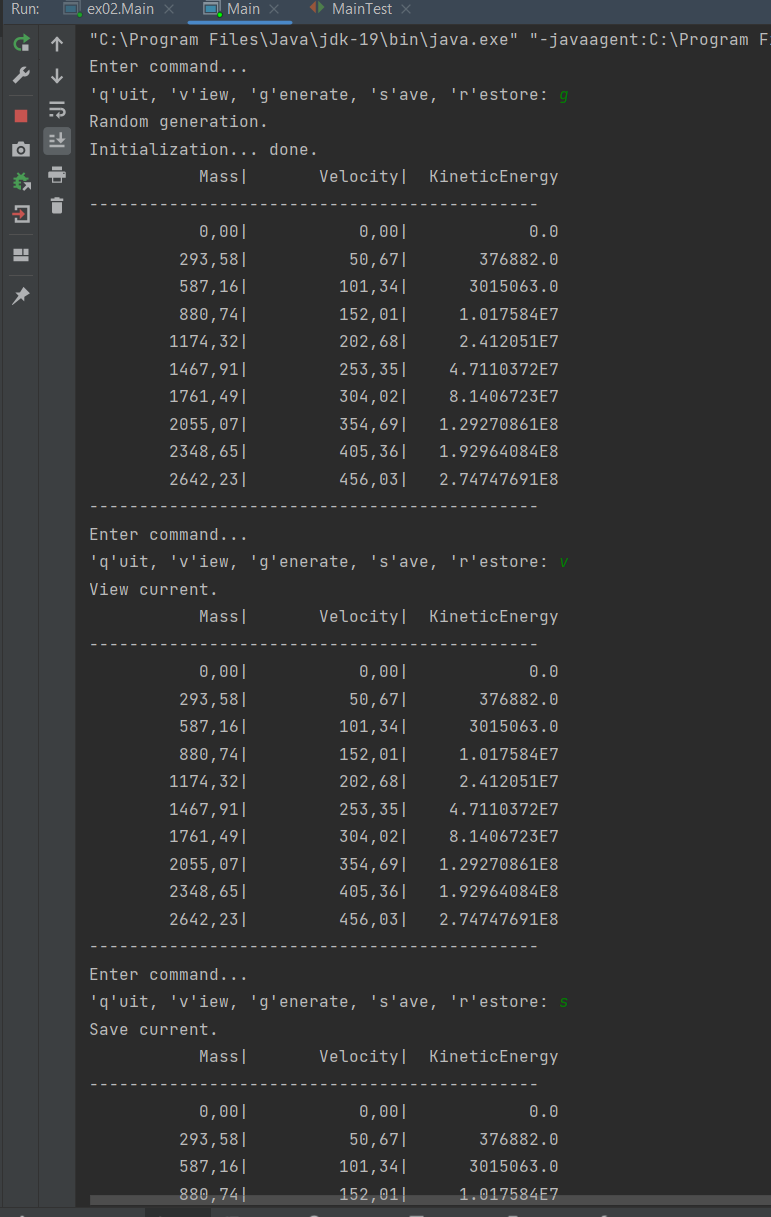 Run: ex02.Main Main MainTest
"C:\Program Files\Java\jdk-19\bin\java.exe" "-javaagent:C:\Program F
Enter command...
'q'uit, 'v'iew, 'g'enerate, 's'ave, 'r'estore: g
Random generation.
Initialization... done.
Mass| Velocity| KineticEnergy
---------------------------------------------
0,00| 0,00| 0.0
293,58| 50,67| 376882.0
587,16| 101,34| 3015063.0
880,74| 152,01| 1.017584E7
1174,32| 202,68| 2.412051E7
1467,91| 253,35| 4.7110372E7
1761,49| 304,02| 8.1406723E7
2055,07| 354,69| 1.29270861E8
2348,65| 405,36| 1.92964084E8
2642,23| 456,03| 2.74747691E8
---------------------------------------------
Enter command...
'q'uit, 'v'iew, 'g'enerate, 's'ave, 'r'estore: v
View current.
Mass| Velocity| KineticEnergy
---------------------------------------------
0,00| 0,00| 0.0
293,58| 50,67| 376882.0
587,16| 101,34| 3015063.0
880,74| 152,01| 1.017584E7
1174,32| 202,68| 2.412051E7
1467,91| 253,35| 4.7110372E7
1761,49| 304,02| 8.1406723E7
2055,07| 354,69| 1.29270861E8
2348,65| 405,36| 1.92964084E8
2642,23| 456,03| 2.74747691E8
---------------------------------------------
Enter command...
'q'uit, 'v'iew, 'g'enerate, 's'ave, 'r'estore: s
Save current.
Mass| Velocity| KineticEnergy
---------------------------------------------
0,00| 0,00| 0.0
293,58| 50,67| 376882.0
587,16| 101,34| 3015063.0
880,74| 152,01| 1.017584E7